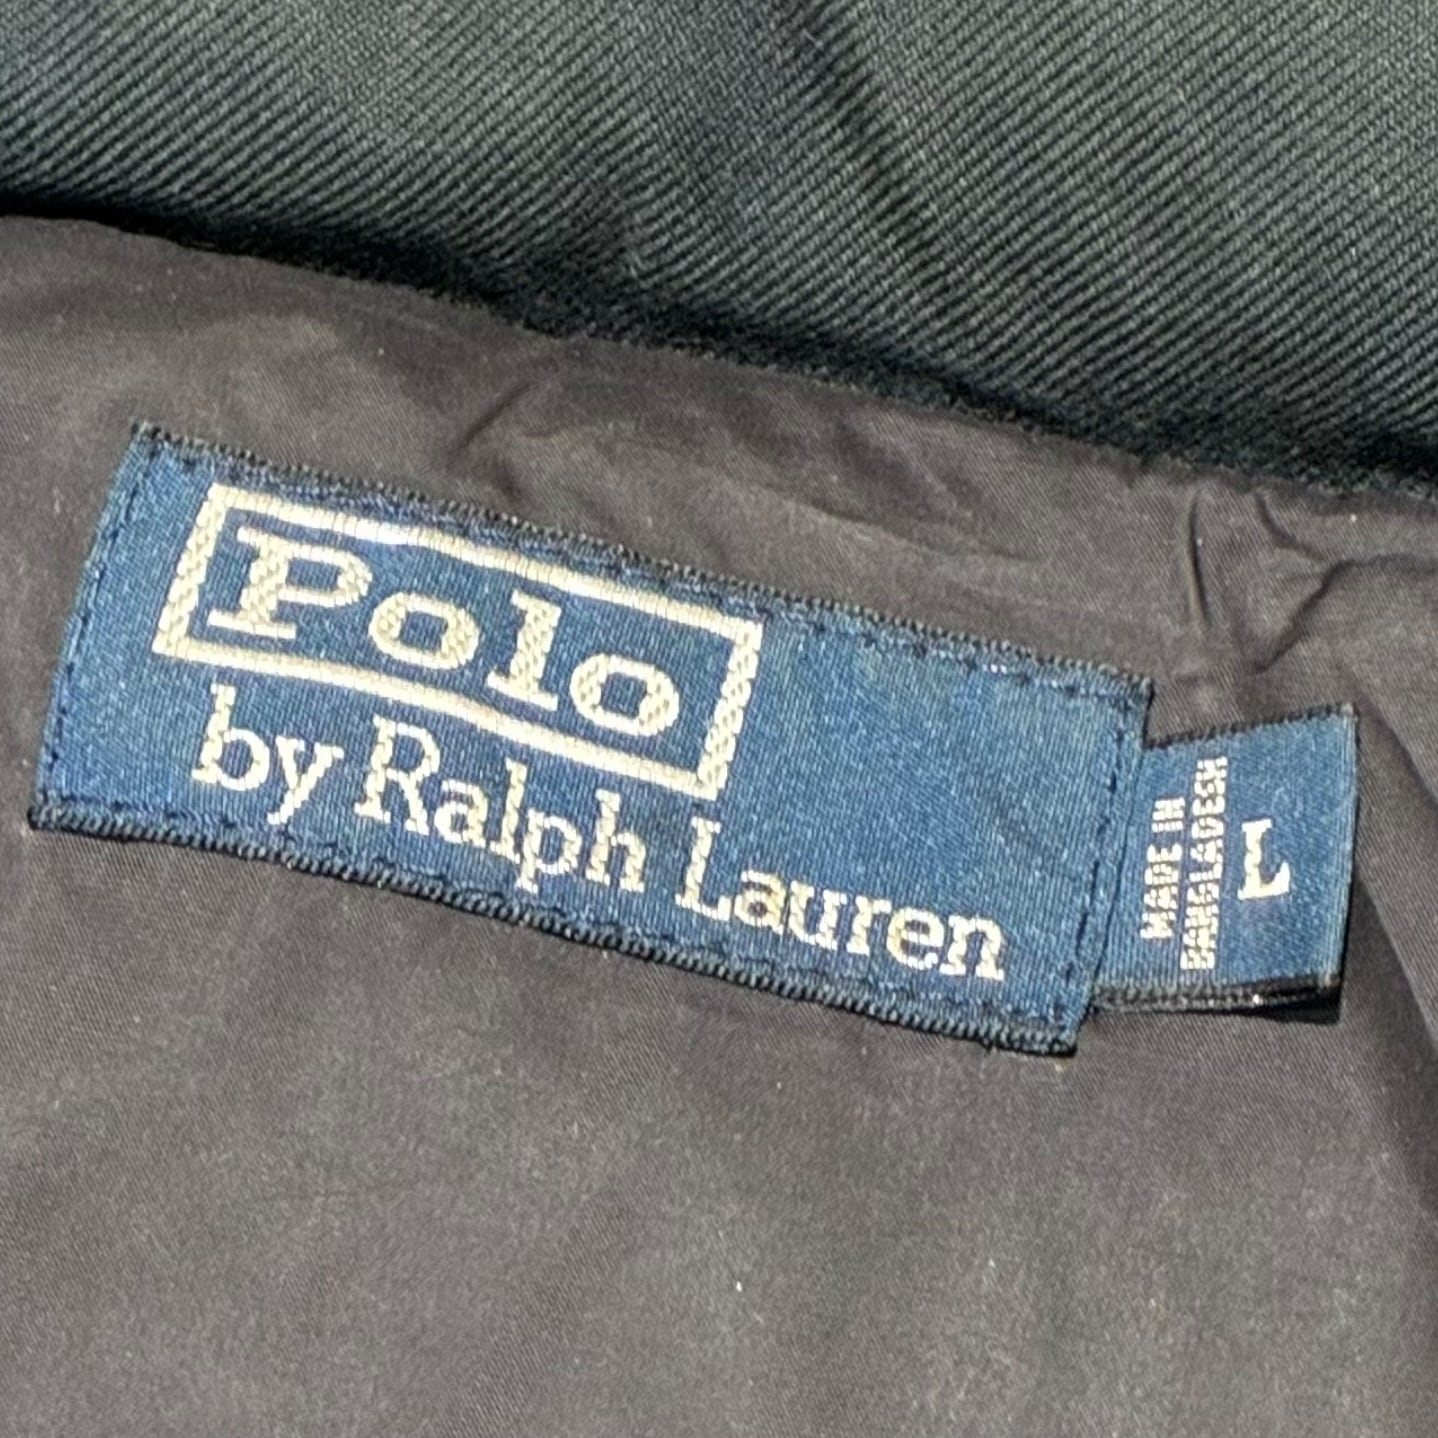 Polo
by Ralph Lauren
MADE IN
BANGLADESH
L